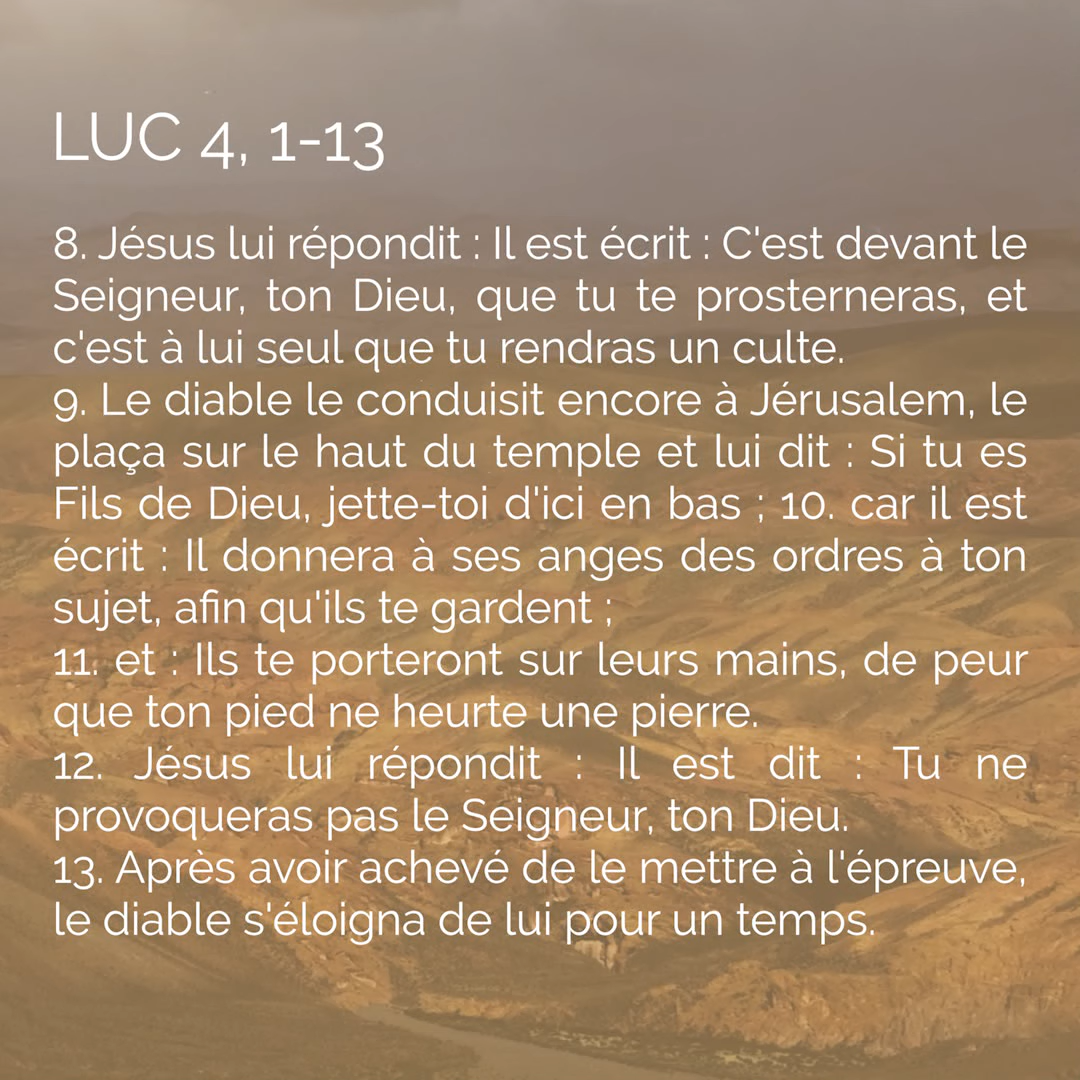 LUC 4, 1-13
8. Jésus lui répondit : Il est écrit : C'est devant le
Seigneur, ton Dieu, que tu te prosterneras, et
c'est à lui seul que tu rendras un culte.
9. Le diable le conduisit encore à Jérusalem, le
plaça sur le haut du temple et lui dit : Si tu es
Fils de Dieu, jette-toi d'ici en bas ; 10. car il est
écrit : Il donnera à ses anges des ordres à ton
sujet, afin qu'ils te gardent ;
11. et : Ils te porteront sur leurs mains, de peur
que ton pied ne heurte une pierre.
12. Jésus lui répondit : Il est dit : Tu ne
provoqueras pas le Seigneur, ton Dieu.
13. Après avoir achevé de le mettre à l'épreuve,
le diable s'éloigna de lui pour un temps.